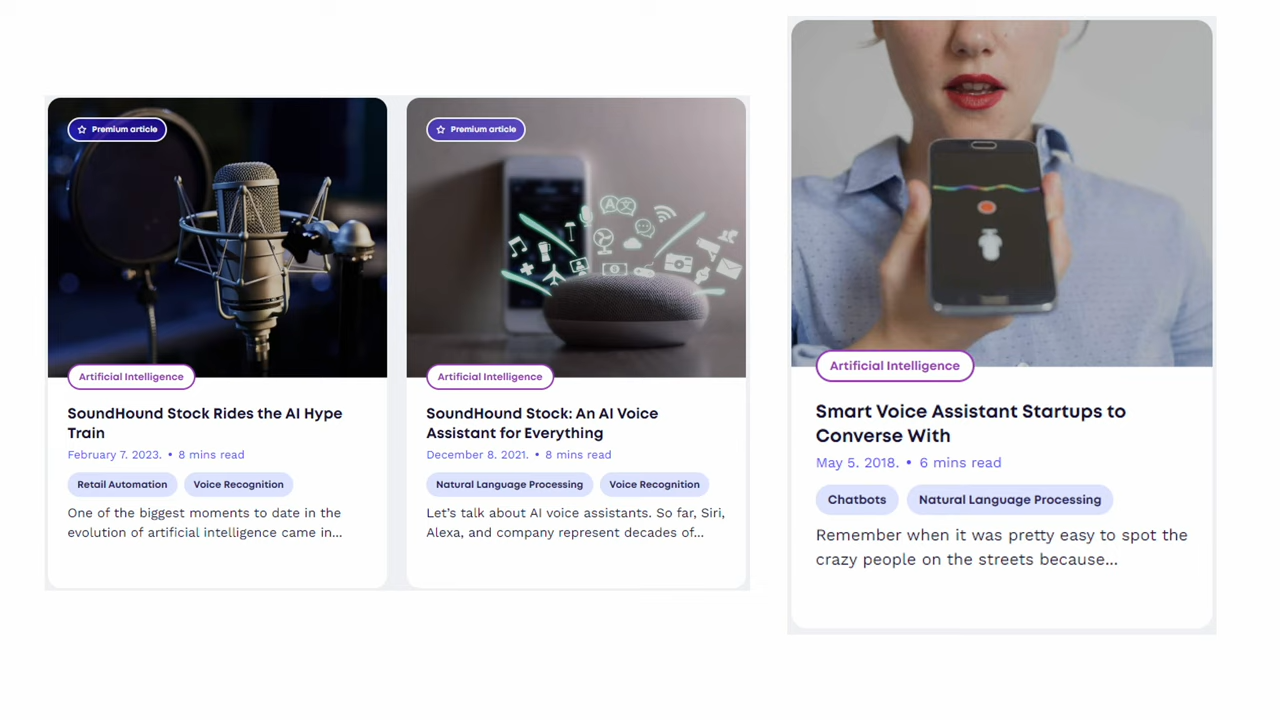 Premium article
Artificial Intelligence
SoundHound Stock Rides the AI Hype
Train
February 7. 2023. • 8 mins read
Retail Automation Voice Recognition
One of the biggest moments to date in the
evolution of artificial intelligence came in...
Premium article
Artificial Intelligence
SoundHound Stock: An AI Voice
Assistant for Everything
December 8. 2021. • 8 mins read
Natural Language Processing Voice Recognition
Let's talk about AI voice assistants. So far, Siri,
Alexa, and company represent decades of...
Artificial Intelligence
Smart Voice Assistant Startups to
Converse With
May 5. 2018. • 6 mins read
Chatbots Natural Language Processing
Remember when it was pretty easy to spot the
crazy people on the streets because...